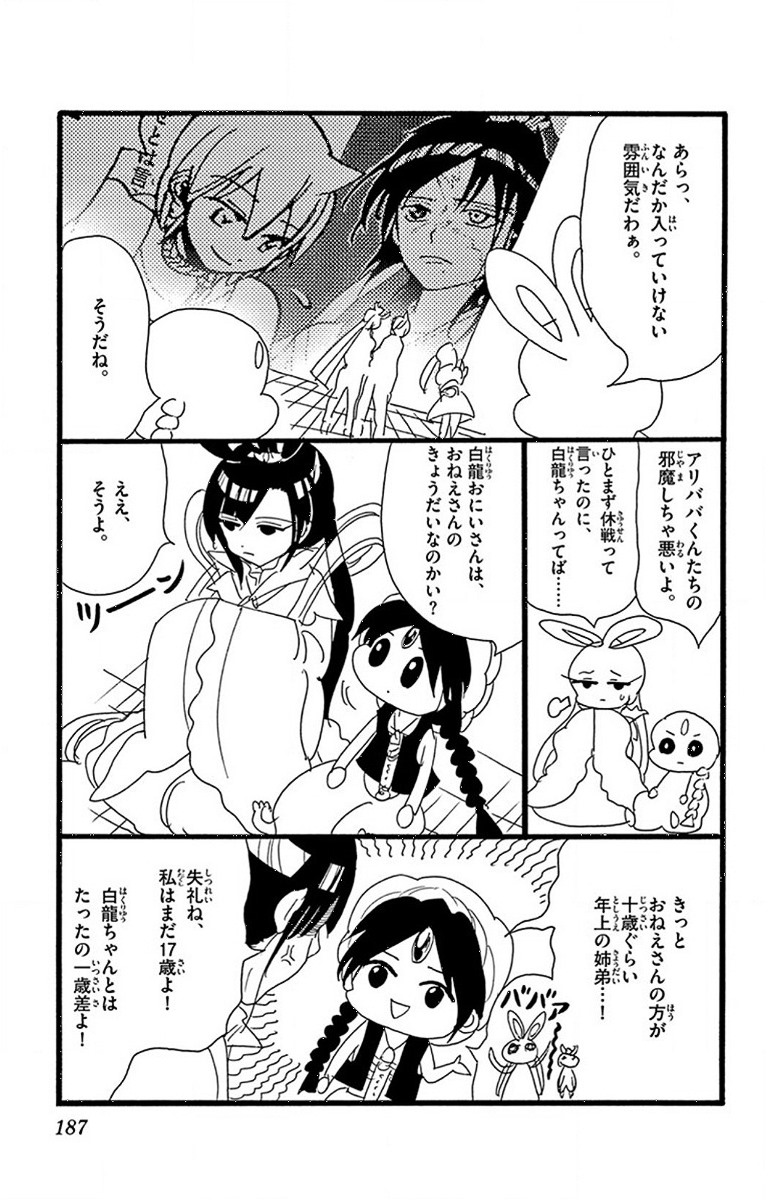 あらっ、
なんだか入っていけない
雰囲気だわぁ。
そうだね。
アリババくんたちの
邪魔しちゃ悪いよ。
ひとまず休戦って
言ったのに、
白龍ちゃんってば……
白龍おにいさんは、
おねえさんの
きょうだいなのかい？
ええ、
そうよ。
ツーン
きっと
おねえさんの方が
十歳ぐらい
年上の姉弟…！
ババァ
失礼ね、
私はまだ17歳よ！
白龍ちゃんとは
たったの一歳差よ！
187